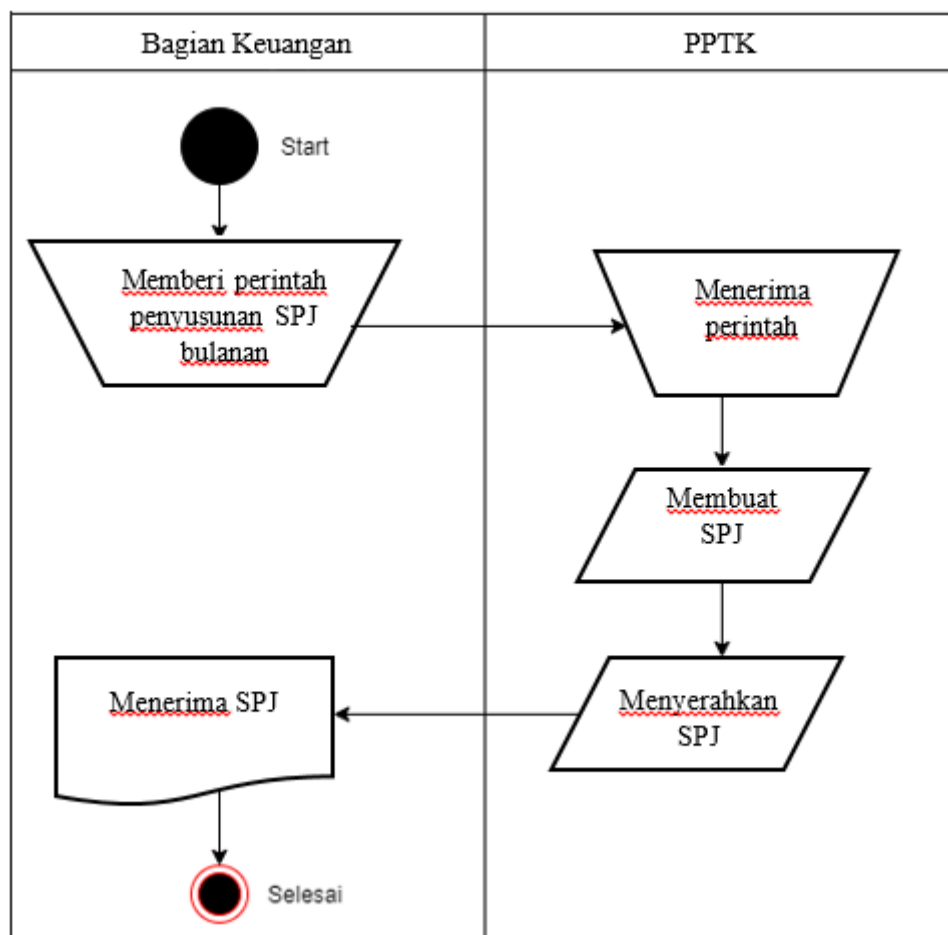 Bagian Keuangan
PPTK
Start
Memberi perintah
penyusunan SPJ
bulanan
Menerima
perintah
Membuat
SPJ
Menyerahkan
SPJ
Menerima SPJ
Selesai